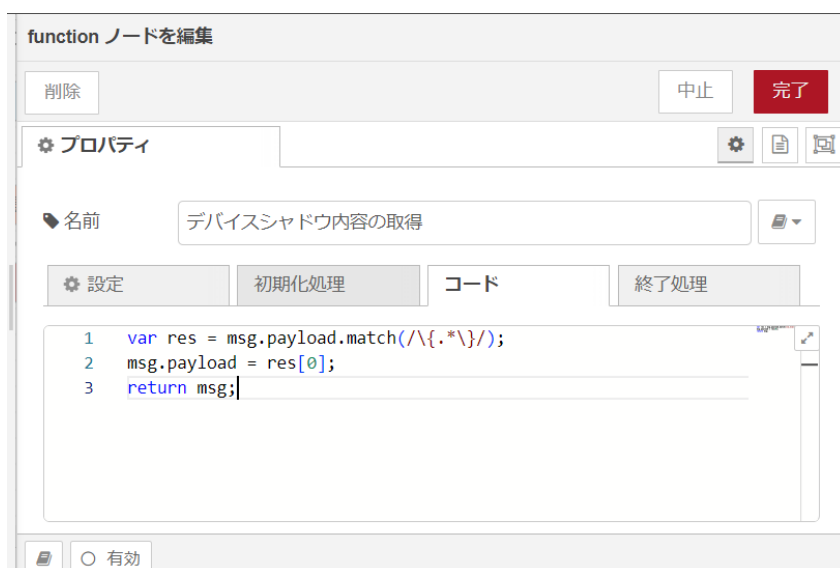 function ノードを編集
削除
中止
完了
プロパティ
名前
デバイスシャドウ内容の取得
設定
初期化処理
コード
終了処理
1 var res = msg.payload.match(/\{.*\}/);
2 msg.payload = res[0];
3 return msg;
有効